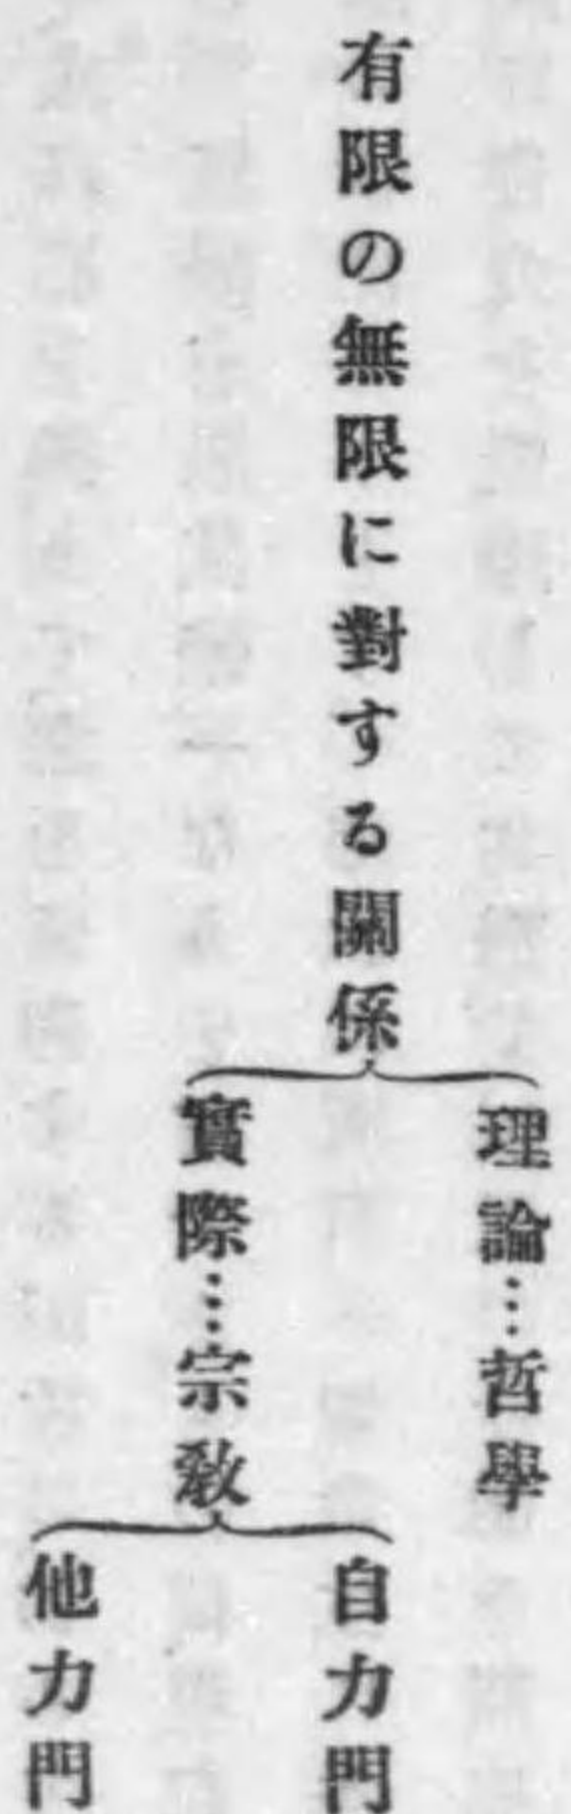 有限の無限に對する關係
理論…哲學
實際…宗敎
自力門
他力門